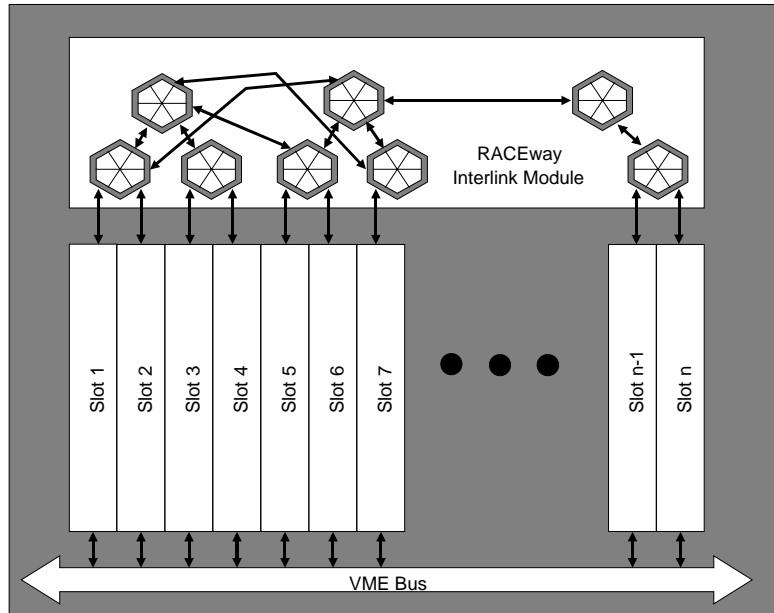 RACEway
Interlink Module
Slot 1
Slot 2
Slot 3
Slot 4
Slot 5
Slot 6
Slot 7
Slot n-1
Slot n
VME Bus